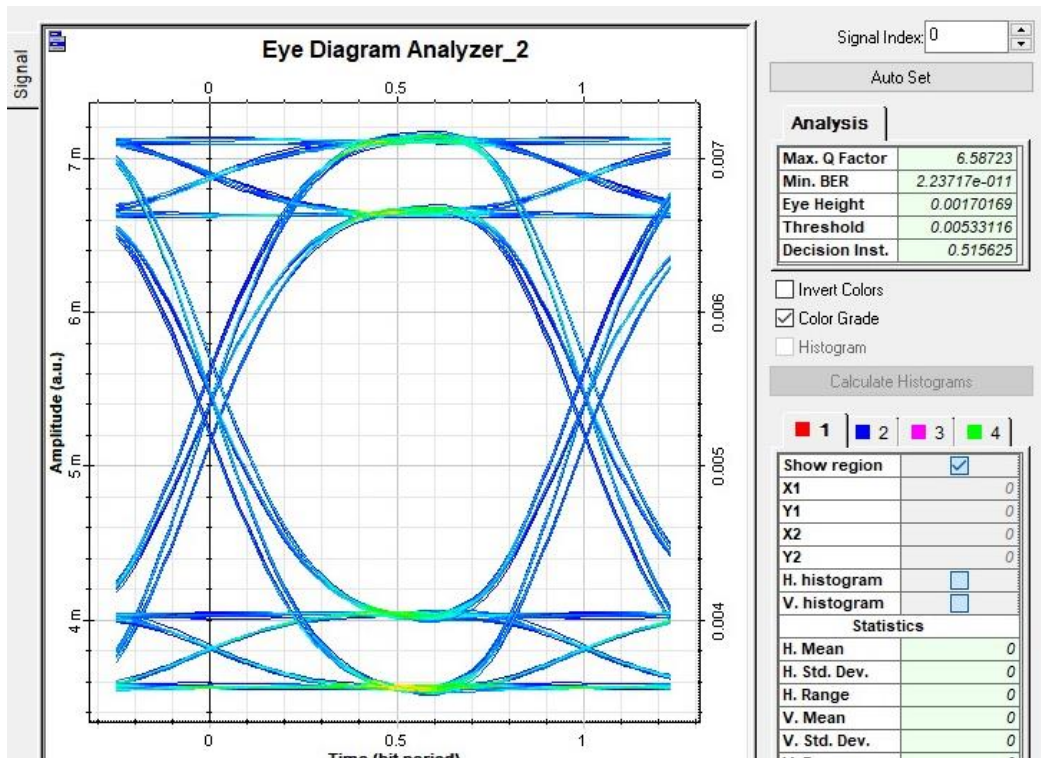 Signal
Eye Diagram Analyzer_2
0 0.5 1
7 m
6 m
5 m
4 m
Amplitude (a.u.)
0.007
0.006
0.005
0.004
0 0.5 1
Time (bit period)
Signal Index: 0
Auto Set
Analysis
Max. Q Factor 6.58723
Min. BER 2.23717e-011
Eye Height 0.00170169
Threshold 0.00533116
Decision Inst. 0.515625
Invert Colors
Color Grade
Histogram
Calculate Histograms
1 2 3 4
Show region
X1 0
Y1 0
X2 0
Y2 0
H. histogram
V. histogram
Statistics
H. Mean 0
H. Std. Dev. 0
H. Range 0
V. Mean 0
V. Std. Dev. 0